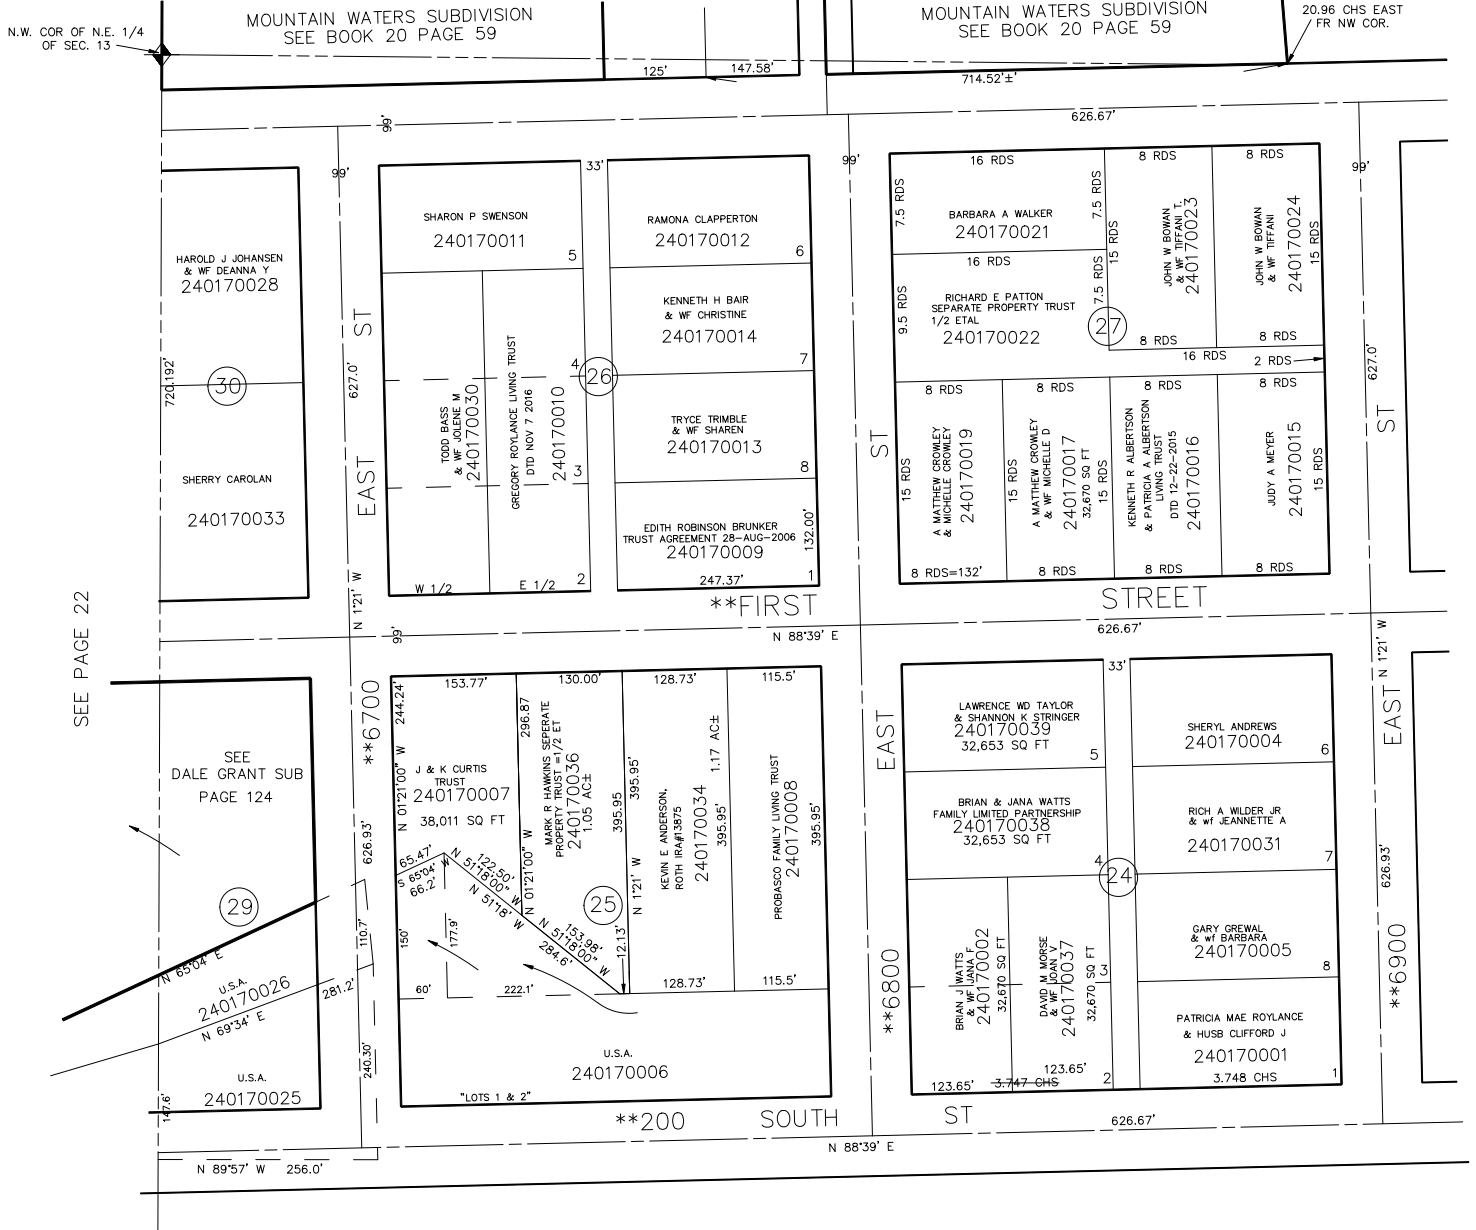 MOUNTAIN WATERS SUBDIVISION
SEE BOOK 20 PAGE 59
MOUNTAIN WATERS SUBDIVISION
SEE BOOK 20 PAGE 59
20.96 CHS EAST
FR NW COR.
N.W. COR OF N.E. 1/4
OF SEC. 13
125'
147.58'
714.52'±'
626.67'
99'
99'
33'
99'
99'
HAROLD J JOHANSEN
& WF DEANNA Y
240170028
720.192'
30
SHERRY CAROLAN
240170033
627.0'
EAST ST
N 1°21' W
SHARON P SWENSON
240170011
5
4
26
TODD BASS
& WF JOLENE M
240170030
GREGORY ROYLANCE LIVING TRUST
DTD NOV 7 2016
240170010
3
W 1/2
E 1/2
2
RAMONA CLAPPERTON
240170012
6
KENNETH H BAIR
& WF CHRISTINE
240170014
7
TRYCE TRIMBLE
& WF SHAREN
240170013
8
EDITH ROBINSON BRUNKER
TRUST AGREEMENT 28-AUG-2006
240170009
132.00'
247.37'
1
16 RDS
8 RDS
8 RDS
7.5 RDS
BARBARA A WALKER
240170021
7.5 RDS
16 RDS
9.5 RDS
RICHARD E PATTON
SEPARATE PROPERTY TRUST
1/2 ETAL
240170022
7.5 RDS
27
15 RDS
JOHN W BOWAN
& WF TIFFANI T.
240170023
JOHN W BOWAN
& WF TIFFANI
240170024
15 RDS
8 RDS
8 RDS
16 RDS
2 RDS
8 RDS
8 RDS
8 RDS
8 RDS
15 RDS
A MATTHEW CROWLEY
& MICHELLE CROWLEY
240170019
15 RDS
A MATTHEW CROWLEY
& WF MICHELLE D
240170017
32,670 SQ FT
15 RDS
KENNETH R ALBERTSON
& PATRICIA A ALBERTSON
LIVING TRUST
DTD 12-22-2015
240170016
JUDY A MEYER
240170015
15 RDS
8 RDS=132'
8 RDS
8 RDS
8 RDS
627.0'
ST
ST
**FIRST
STREET
N 88°39' E
626.67'
99'
SEE PAGE 22
**6700
SEE
DALE GRANT SUB
PAGE 124
29
N 65°04' E
U.S.A.
240170026
N 69°34' E
281.2'
U.S.A.
240170025
147.6'
626.93'
110.7'
240.30'
N 89°57' W
256.0'
153.77'
130.00'
128.73'
115.5'
244.24'
N 01°21'00" W
J & K CURTIS
TRUST
240170007
38,011 SQ FT
296.87
MARK R HAWKINS SEPERATE
PROPERTY TRUST =1/2 ET
240170036
1.05 AC±
N 01°21'00" W
395.95
395.95'
KEVIN E ANDERSON,
ROTH IRA#13875
240170034
1.17 AC±
395.95'
N 1°21' W
PROBASCO FAMILY LIVING TRUST
240170008
395.95'
65.47'
S 65°04' W
66.2'
122.50'
N 51°18'00" W
N 51°18' W
25
153.98'
N 51°18'00" W
284.6'
12.13'
150'
177.9'
60'
222.1'
128.73'
115.5'
U.S.A.
240170006
"LOTS 1 & 2"
**200
SOUTH
ST
N 88°39' E
626.67'
EAST
**6800
33'
LAWRENCE WD TAYLOR
& SHANNON K STRINGER
240170039
32,653 SQ FT
5
BRIAN & JANA WATTS
FAMILY LIMITED PARTNERSHIP
240170038
32,653 SQ FT
4
24
BRIAN J WATTS
& WF JANA F
240170002
32,670 SQ FT
DAVID M MORSE
& WF JOAN V
240170037
32,670 SQ FT
3
123.65'
3.747 CHS
123.65'
2
SHERYL ANDREWS
240170004
6
RICH A WILDER JR
& wf JEANNETTE A
240170031
7
GARY GREWAL
& wf BARBARA
240170005
8
PATRICIA MAE ROYLANCE
& HUSB CLIFFORD J
240170001
3.748 CHS
1
N 1°21' W
EAST
626.93'
**6900